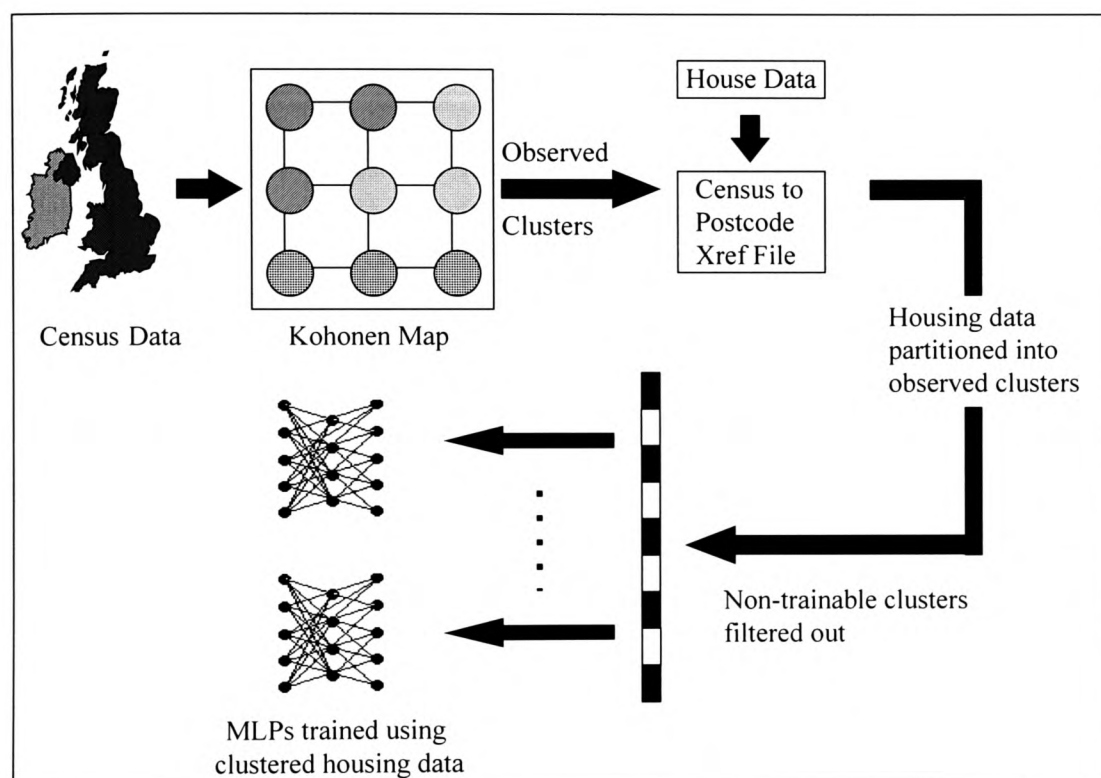 House Data
Observed
Clusters
Census to
Postcode
Xref File
Census Data
Kohonen Map
Housing data
partitioned into
observed clusters
Non-trainable clusters
filtered out
MLPs trained using
clustered housing data